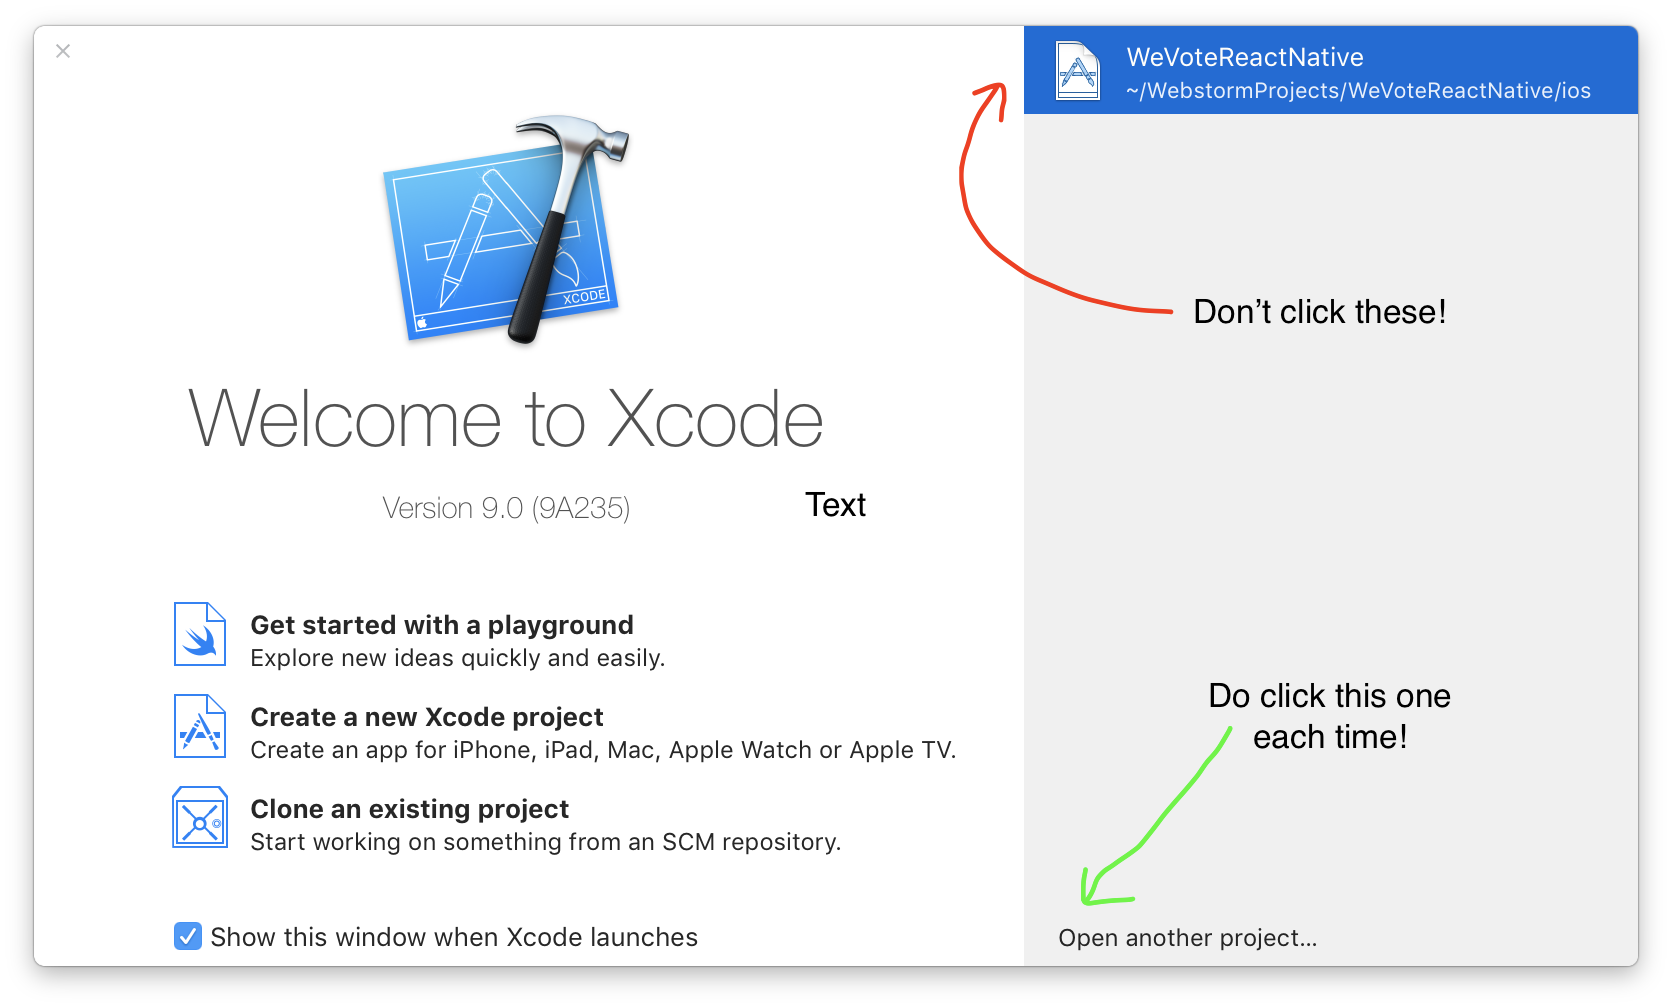 WeVoteReactNative
~/WebstormProjects/WeVoteReactNative/ios
XCODE
Don’t click these!
Welcome to Xcode
Version 9.0 (9A235)
Text
Get started with a playground
Explore new ideas quickly and easily.
Create a new Xcode project
Create an app for iPhone, iPad, Mac, Apple Watch or Apple TV.
Clone an existing project
Start working on something from an SCM repository.
Do click this one
each time!
Show this window when Xcode launches
Open another project...